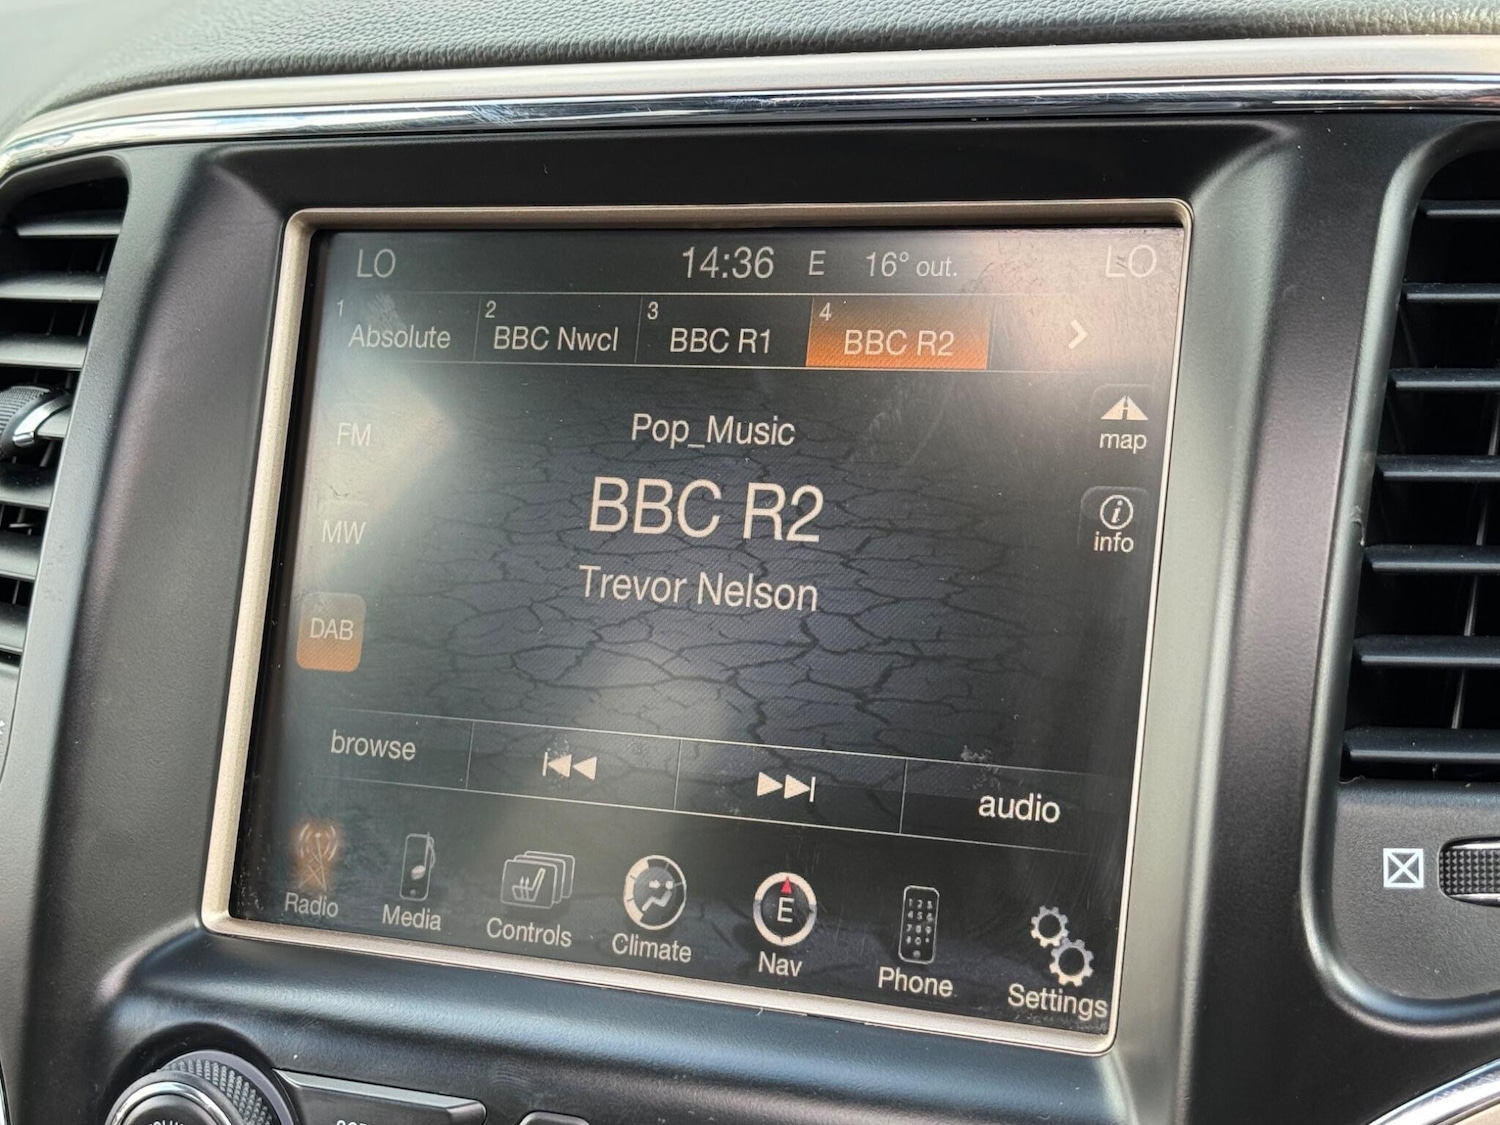 LO 14:36 E 16° out. LO
1 Absolute 2 BBC Nwcl 3 BBC R1 4 BBC R2
Pop_Music
BBC R2
Trevor Nelson
FM
MW
DAB
map
info
browse audio
Radio Media Controls Climate E Nav Phone Settings